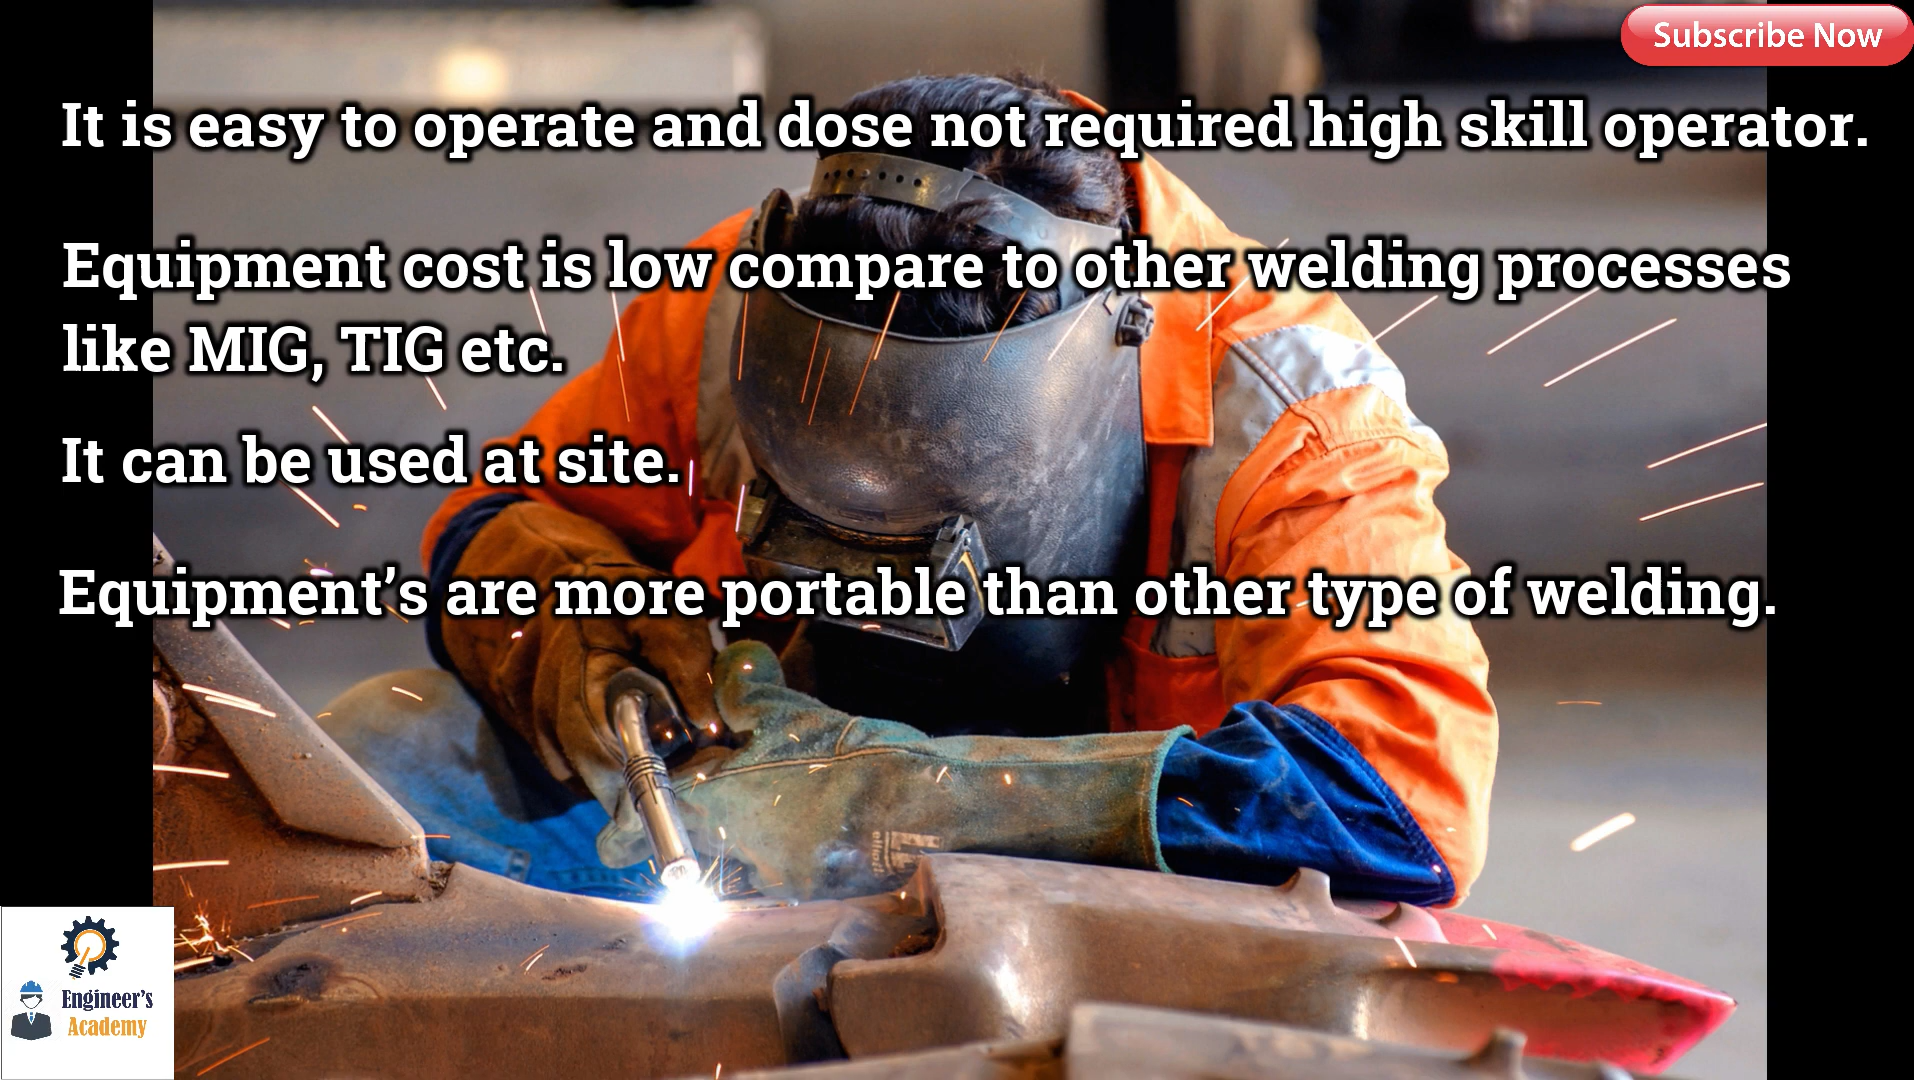 Subscribe Now
It is easy to operate and dose not required high skill operator.
Equipment cost is low compare to other welding processes
like MIG, TIG etc.
It can be used at site.
Equipment’s are more portable than other type of welding.
Engineer's
Academy